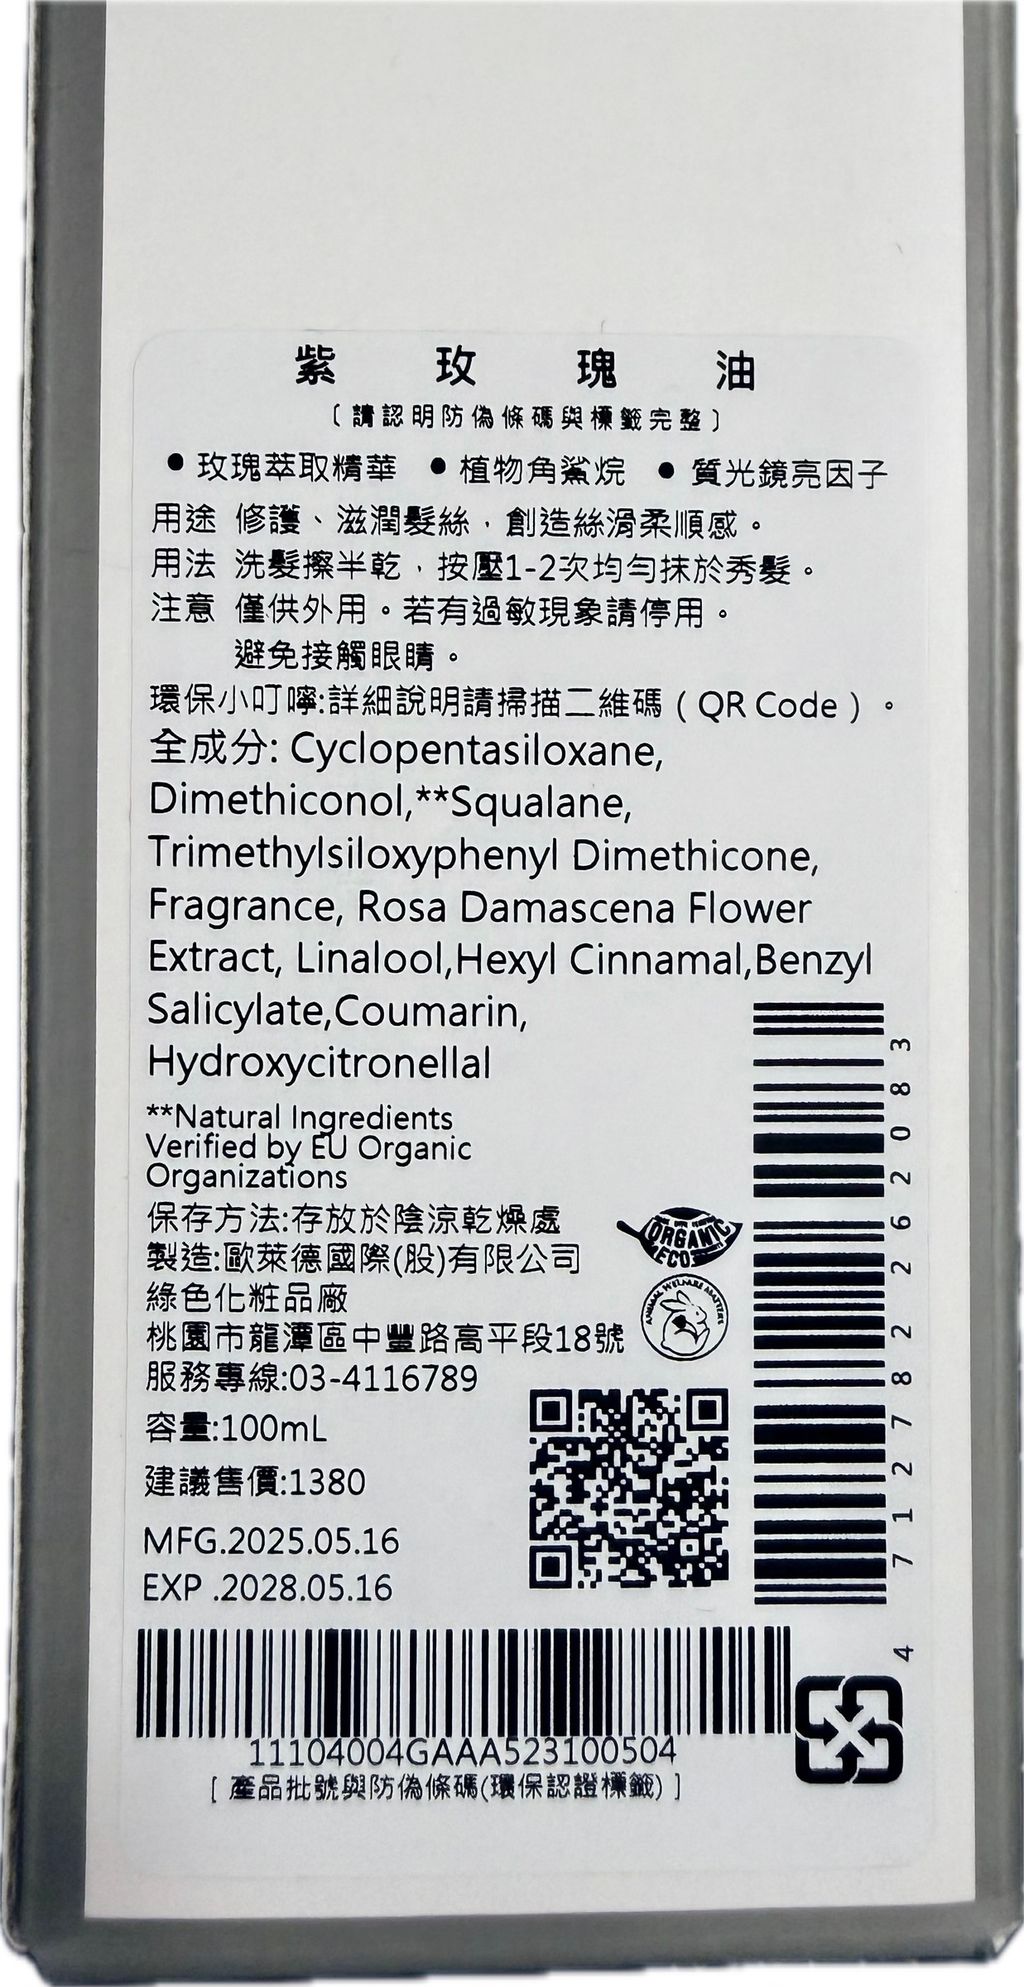 紫玫瑰油
〔請認明防偽條碼與標籤完整〕
•玫瑰萃取精華 •植物角鯊烷 •質光鏡亮因子
用途 修護、滋潤髮絲，創造絲滑柔順感。
用法 洗髮擦半乾，按壓1-2次均勻抹於秀髮。
注意 僅供外用。若有過敏現象請停用。
避免接觸眼睛。
環保小叮嚀:詳細說明請掃描二維碼（QR Code）。
全成分: Cyclopentasiloxane,
Dimethiconol,**Squalane,
Trimethylsiloxyphenyl Dimethicone,
Fragrance, Rosa Damascena Flower
Extract, Linalool,Hexyl Cinnamal,Benzyl
Salicylate,Coumarin,
Hydroxycitronellal
**Natural Ingredients
Verified by EU Organic
Organizations
保存方法:存放於陰涼乾燥處
製造:歐萊德國際(股)有限公司
綠色化粧品廠
桃園市龍潭區中豐路高平段18號
服務專線:03-4116789
容量:100mL
建議售價:1380
MFG.2025.05.16
EXP .2028.05.16
ORGANIC
ECO
ANIMAL WELFARE MATTERS
4 712782 262083
11104004GAAA523100504
[ 產品批號與防偽條碼(環保認證標籤) ]